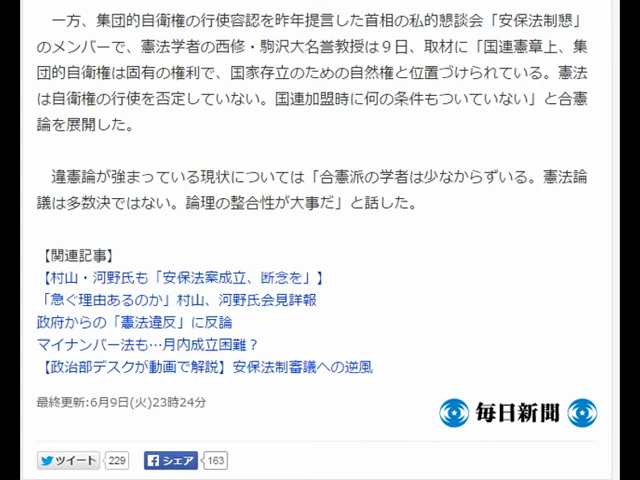 一方、集団的自衛権の行使容認を昨年提言した首相の私的懇談会「安保法制懇」
のメンバーで、憲法学者の西修・駒沢大名誉教授は９日、取材に「国連憲章上、集
団的自衛権は固有の権利で、国家存立のための自然権と位置づけられている。憲法
は自衛権の行使を否定していない。国連加盟時に何の条件もついていない」と合憲
論を展開した。
違憲論が強まっている現状については「合憲派の学者は少なからずいる。憲法論
議は多数決ではない。論理の整合性が大事だ」と話した。
【関連記事】
【村山・河野氏も「安保法案成立、断念を」】
「急ぐ理由あるのか」村山、河野氏会見詳報
政府からの「憲法違反」に反論
マイナンバー法も…月内成立困難？
【政治部デスクが動画で解説】安保法制審議への逆風
最終更新:6月9日(火)23時24分
毎日新聞
ツイート 229 シェア 163